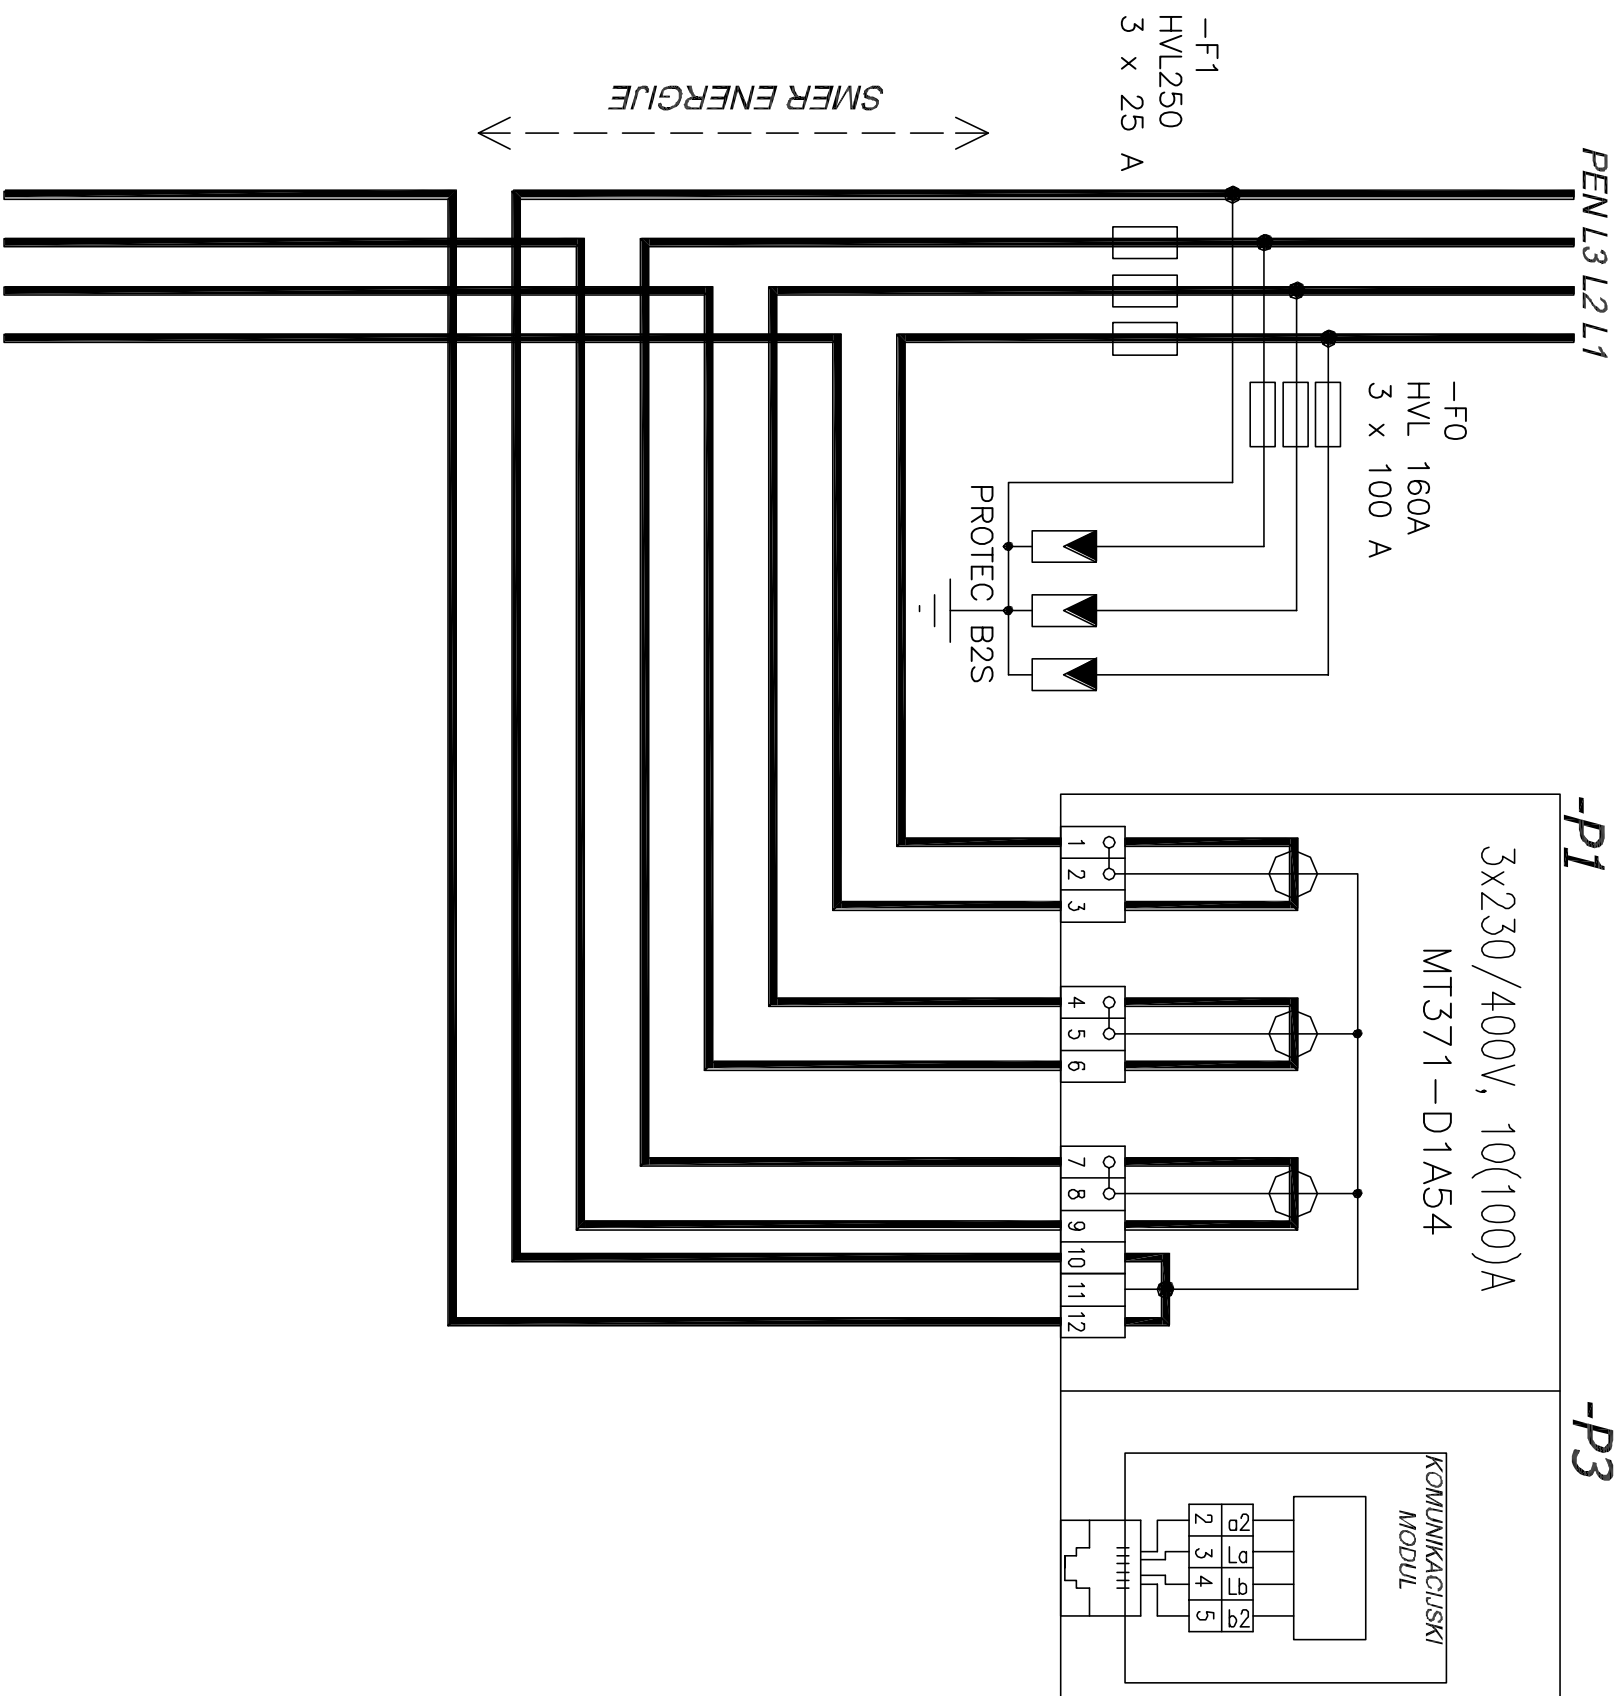 -P1
-P3
3x230/400V, 10(100)A
MT371-D1A54
KOMUNIKACIJSKI
MODUL
PEN L3 L2 L1
-F0
HVL 160A
3 x 100 A
-F1
HVL250
3 x 25 A
PROTEC B2S
SMER ENERGIJE
1
2
3
4
5
6
7
8
9
10
11
12
a2
La
Lb
b2
2
3
4
5